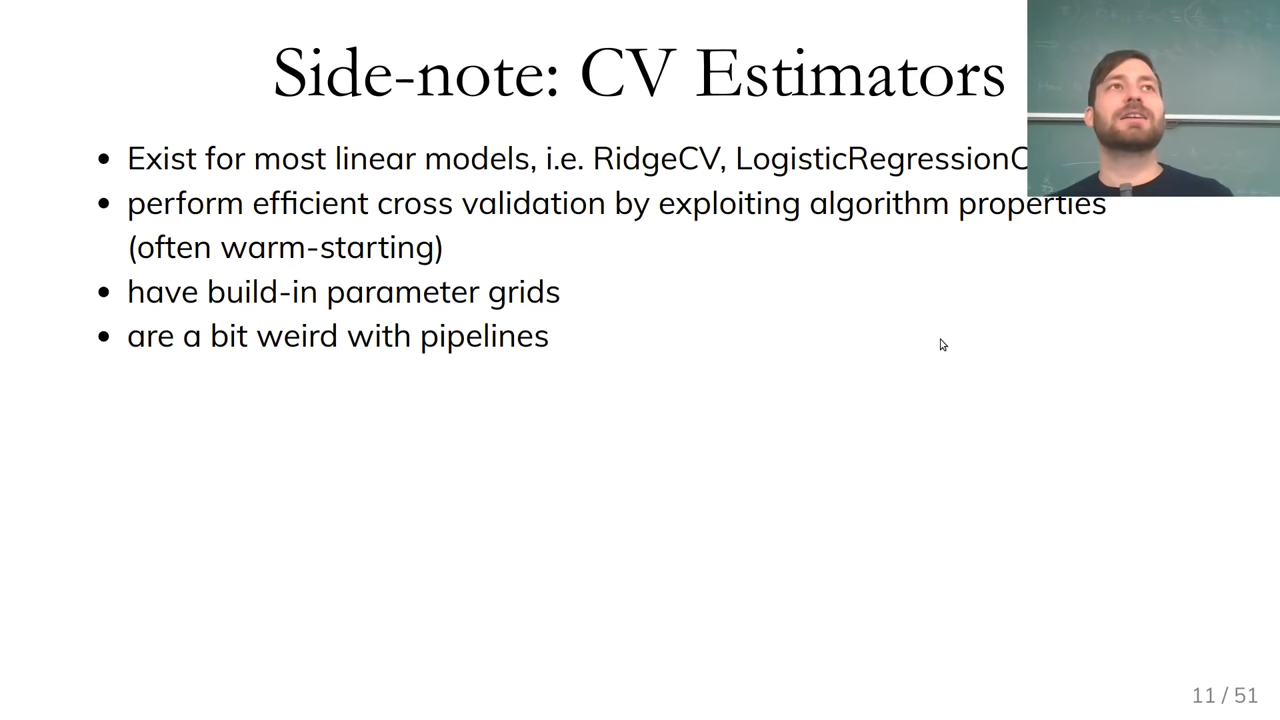 Side-note: CV Estimators
• Exist for most linear models, i.e. RidgeCV,
• perform efficient cross validation by exploiting algorithm properties
(often warm-starting)
• have build-in parameter grids
• are a bit weird with pipelines
11 / 51